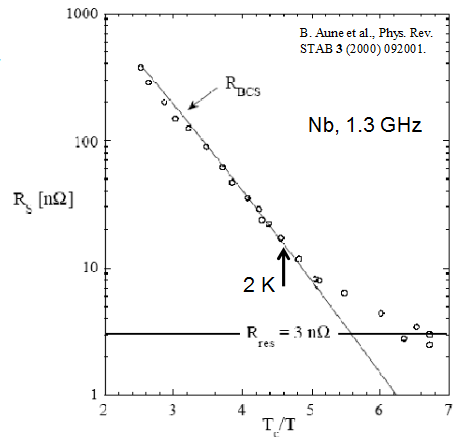 B. Aune et al., Phys. Rev.
STAB 3 (2000) 092001.
1000
100
10
1
R_BCS
Nb, 1.3 GHz
R_S [nΩ]
2 K
R_res = 3 nΩ
2 3 4 5 6 7
T_c/T